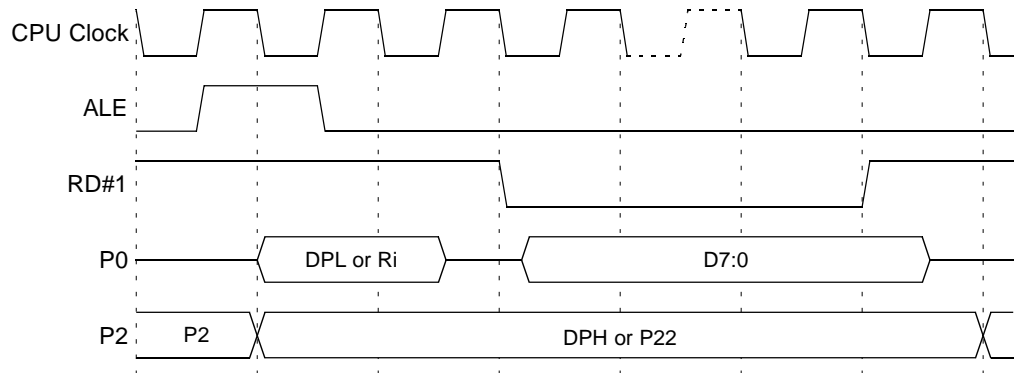 CPU Clock
ALE
RD#1
P0 DPL or Ri D7:0
P2 P2 DPH or P22